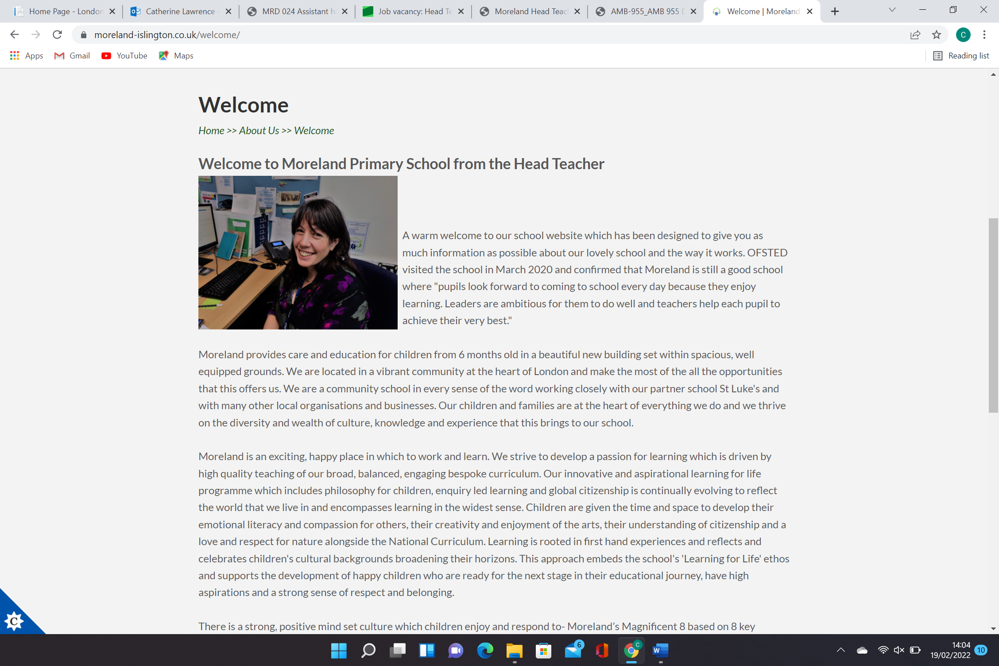 Home Page - London
Catherine Lawrence -
MRD 024 Assistant h
Job vacancy: Head Te
Moreland Head Teac
AMB-955_AMB 955 D
Welcome | Moreland
moreland-islington.co.uk/welcome/
C
Apps
Gmail
YouTube
Maps
Reading list
Welcome
Home >> About Us >> Welcome
Welcome to Moreland Primary School from the Head Teacher
A warm welcome to our school website which has been designed to give you as
much information as possible about our lovely school and the way it works. OFSTED
visited the school in March 2020 and confirmed that Moreland is still a good school
where "pupils look forward to coming to school every day because they enjoy
learning. Leaders are ambitious for them to do well and teachers help each pupil to
achieve their very best."
Moreland provides care and education for children from 6 months old in a beautiful new building set within spacious, well
equipped grounds. We are located in a vibrant community at the heart of London and make the most of the all the opportunities
that this offers us. We are a community school in every sense of the word working closely with our partner school St Luke's and
with many other local organisations and businesses. Our children and families are at the heart of everything we do and we thrive
on the diversity and wealth of culture, knowledge and experience that this brings to our school.
Moreland is an exciting, happy place in which to work and learn. We strive to develop a passion for learning which is driven by
high quality teaching of our broad, balanced, engaging bespoke curriculum. Our innovative and aspirational learning for life
programme which includes philosophy for children, enquiry led learning and global citizenship is continually evolving to reflect
the world that we live in and encompasses learning in the widest sense. Children are given the time and space to develop their
emotional literacy and compassion for others, their creativity and enjoyment of the arts, their understanding of citizenship and a
love and respect for nature alongside the National Curriculum. Learning is rooted in first hand experiences and reflects and
celebrates children's cultural backgrounds broadening their horizons. This approach embeds the school's 'Learning for Life' ethos
and supports the development of happy children who are ready for the next stage in their educational journey, have high
aspirations and a strong sense of respect and belonging.
There is a strong, positive mind set culture which children enjoy and respond to- Moreland’s Magnificent 8 based on 8 key
C
6
C
W
14:04
19/02/2022
10